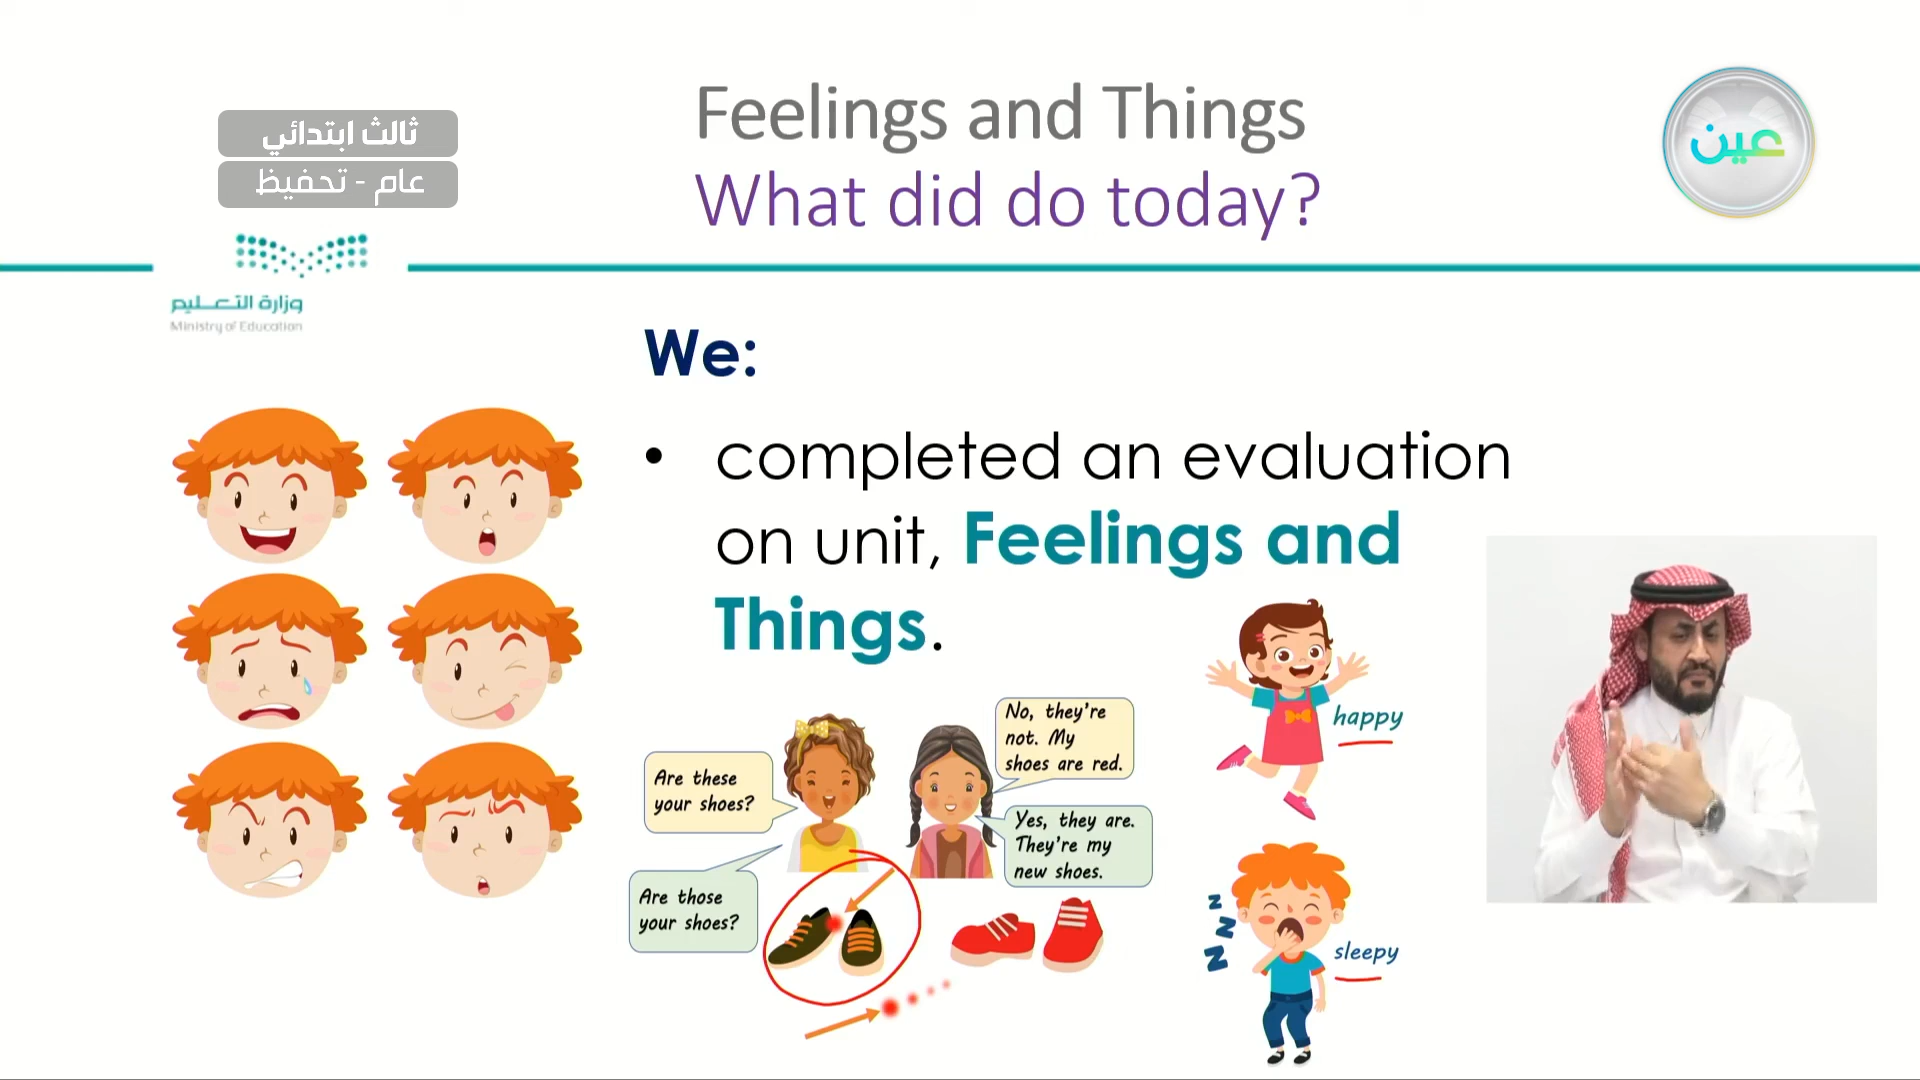 Feelings and Things
What did do today?
ثالث ابتدائي
عام - تحفيظ
عين
وزارة التعليم
Ministry of Education
We:
• completed an evaluation
on unit, Feelings and
Things.
Are these
your shoes?
No, they're
not. My
shoes are red.
Are those
your shoes?
Yes, they are.
They're my
new shoes.
happy
z
z
z
sleepy